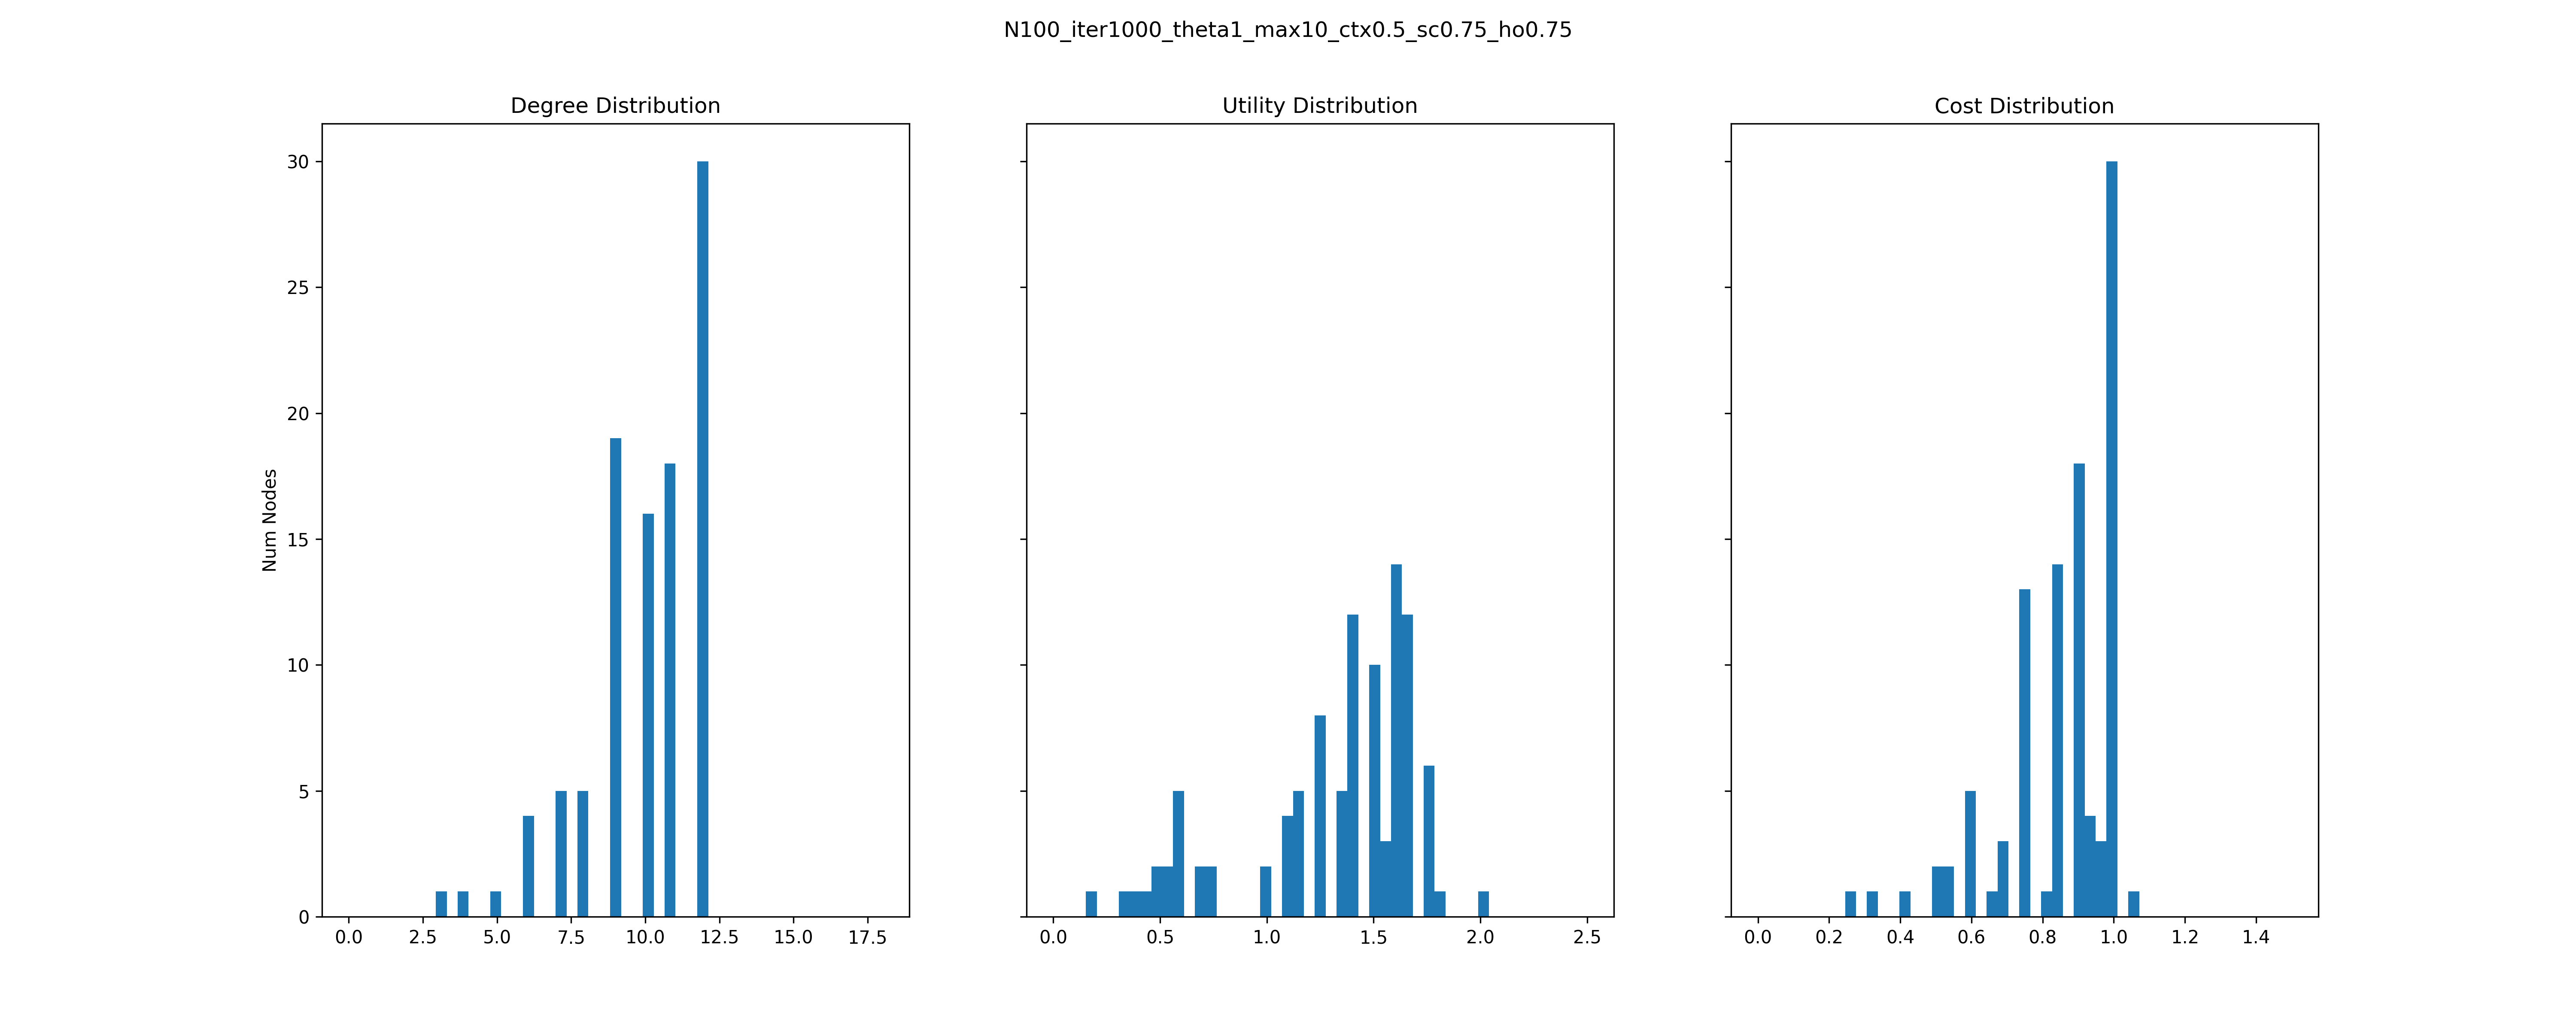 N100_iter1000_theta1_max10_ctx0.5_sc0.75_ho0.75
Degree Distribution
Utility Distribution
Cost Distribution
Num Nodes
30
25
20
15
10
5
0
0.0 2.5 5.0 7.5 10.0 12.5 15.0 17.5
0.0 0.5 1.0 1.5 2.0 2.5
0.0 0.2 0.4 0.6 0.8 1.0 1.2 1.4